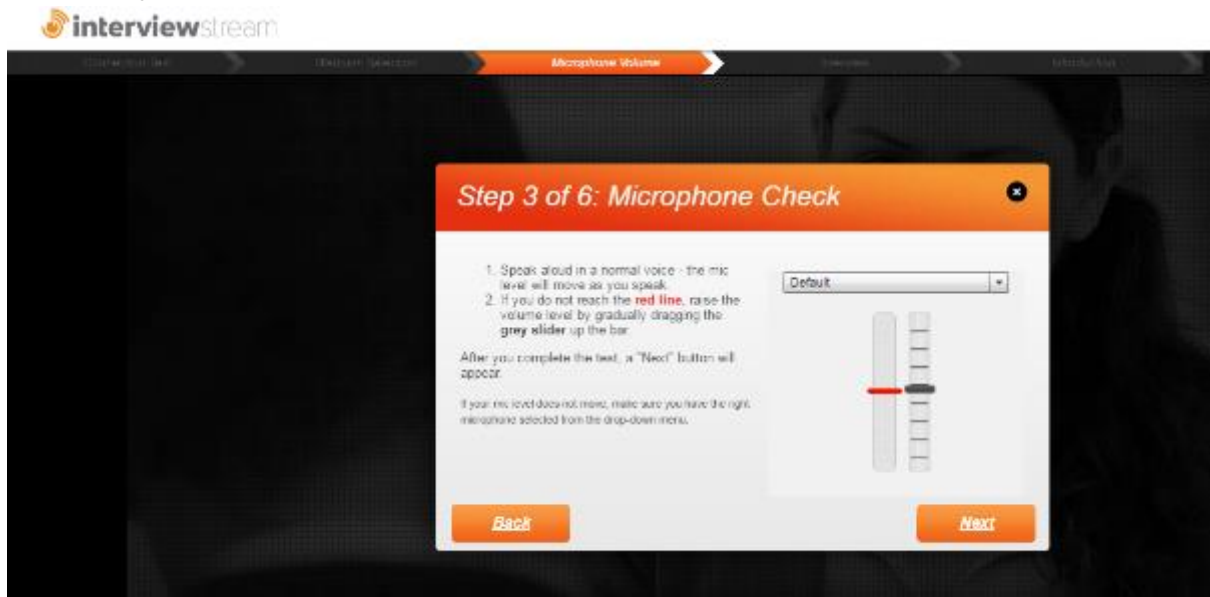 interviewstream
Connection Test
Microphone Volume
Interview
Introduction
Step 3 of 6: Microphone Check
1. Speak aloud in a normal voice - the mic
level will move as you speak
2. If you do not reach the red line, raise the
volume level by gradually dragging the
grey slider up the bar
After you complete the test, a "Next" button will
appear.
If your mic level does not move, make sure you have the right
microphone selected from the drop-down menu.
Default
Back
Next